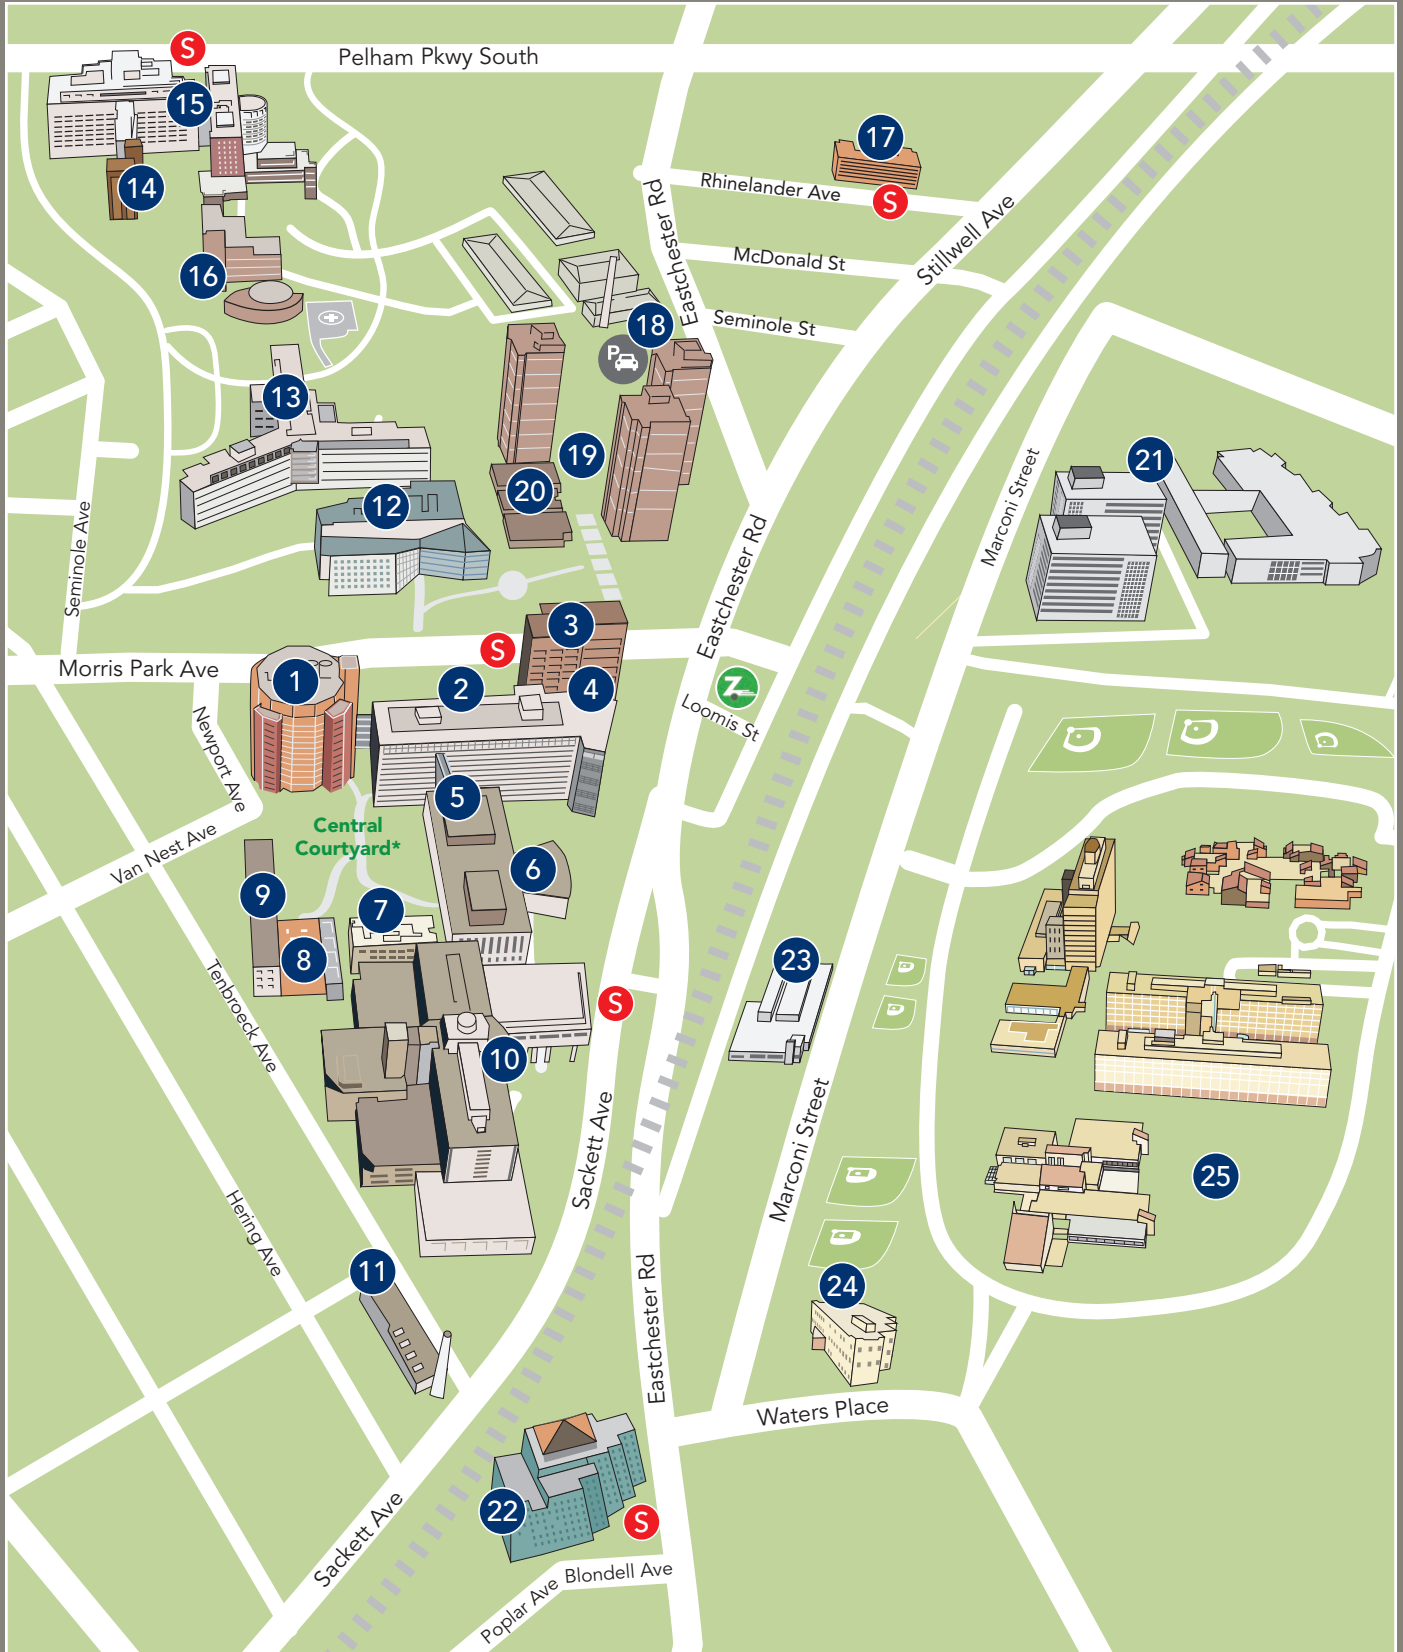 Pelham Pkwy South
S
15
17
14
Rhinelander Ave
S
Eastchester Rd
Stillwell Ave
McDonald St
16
18
Seminole St
P
13
19
21
20
12
Marconi Street
Seminole Ave
Eastchester Rd
3
S
Morris Park Ave
1
2
4
Z
Loomis St
Newport Ave
5
Central
Courtyard*
Van Nest Ave
6
9
7
8
23
Tenbroeck Ave
S
10
Sackett Ave
Marconi Street
25
Hering Ave
11
24
Eastchester Rd
Waters Place
22
S
Sackett Ave
Blondell Ave
Poplar Ave